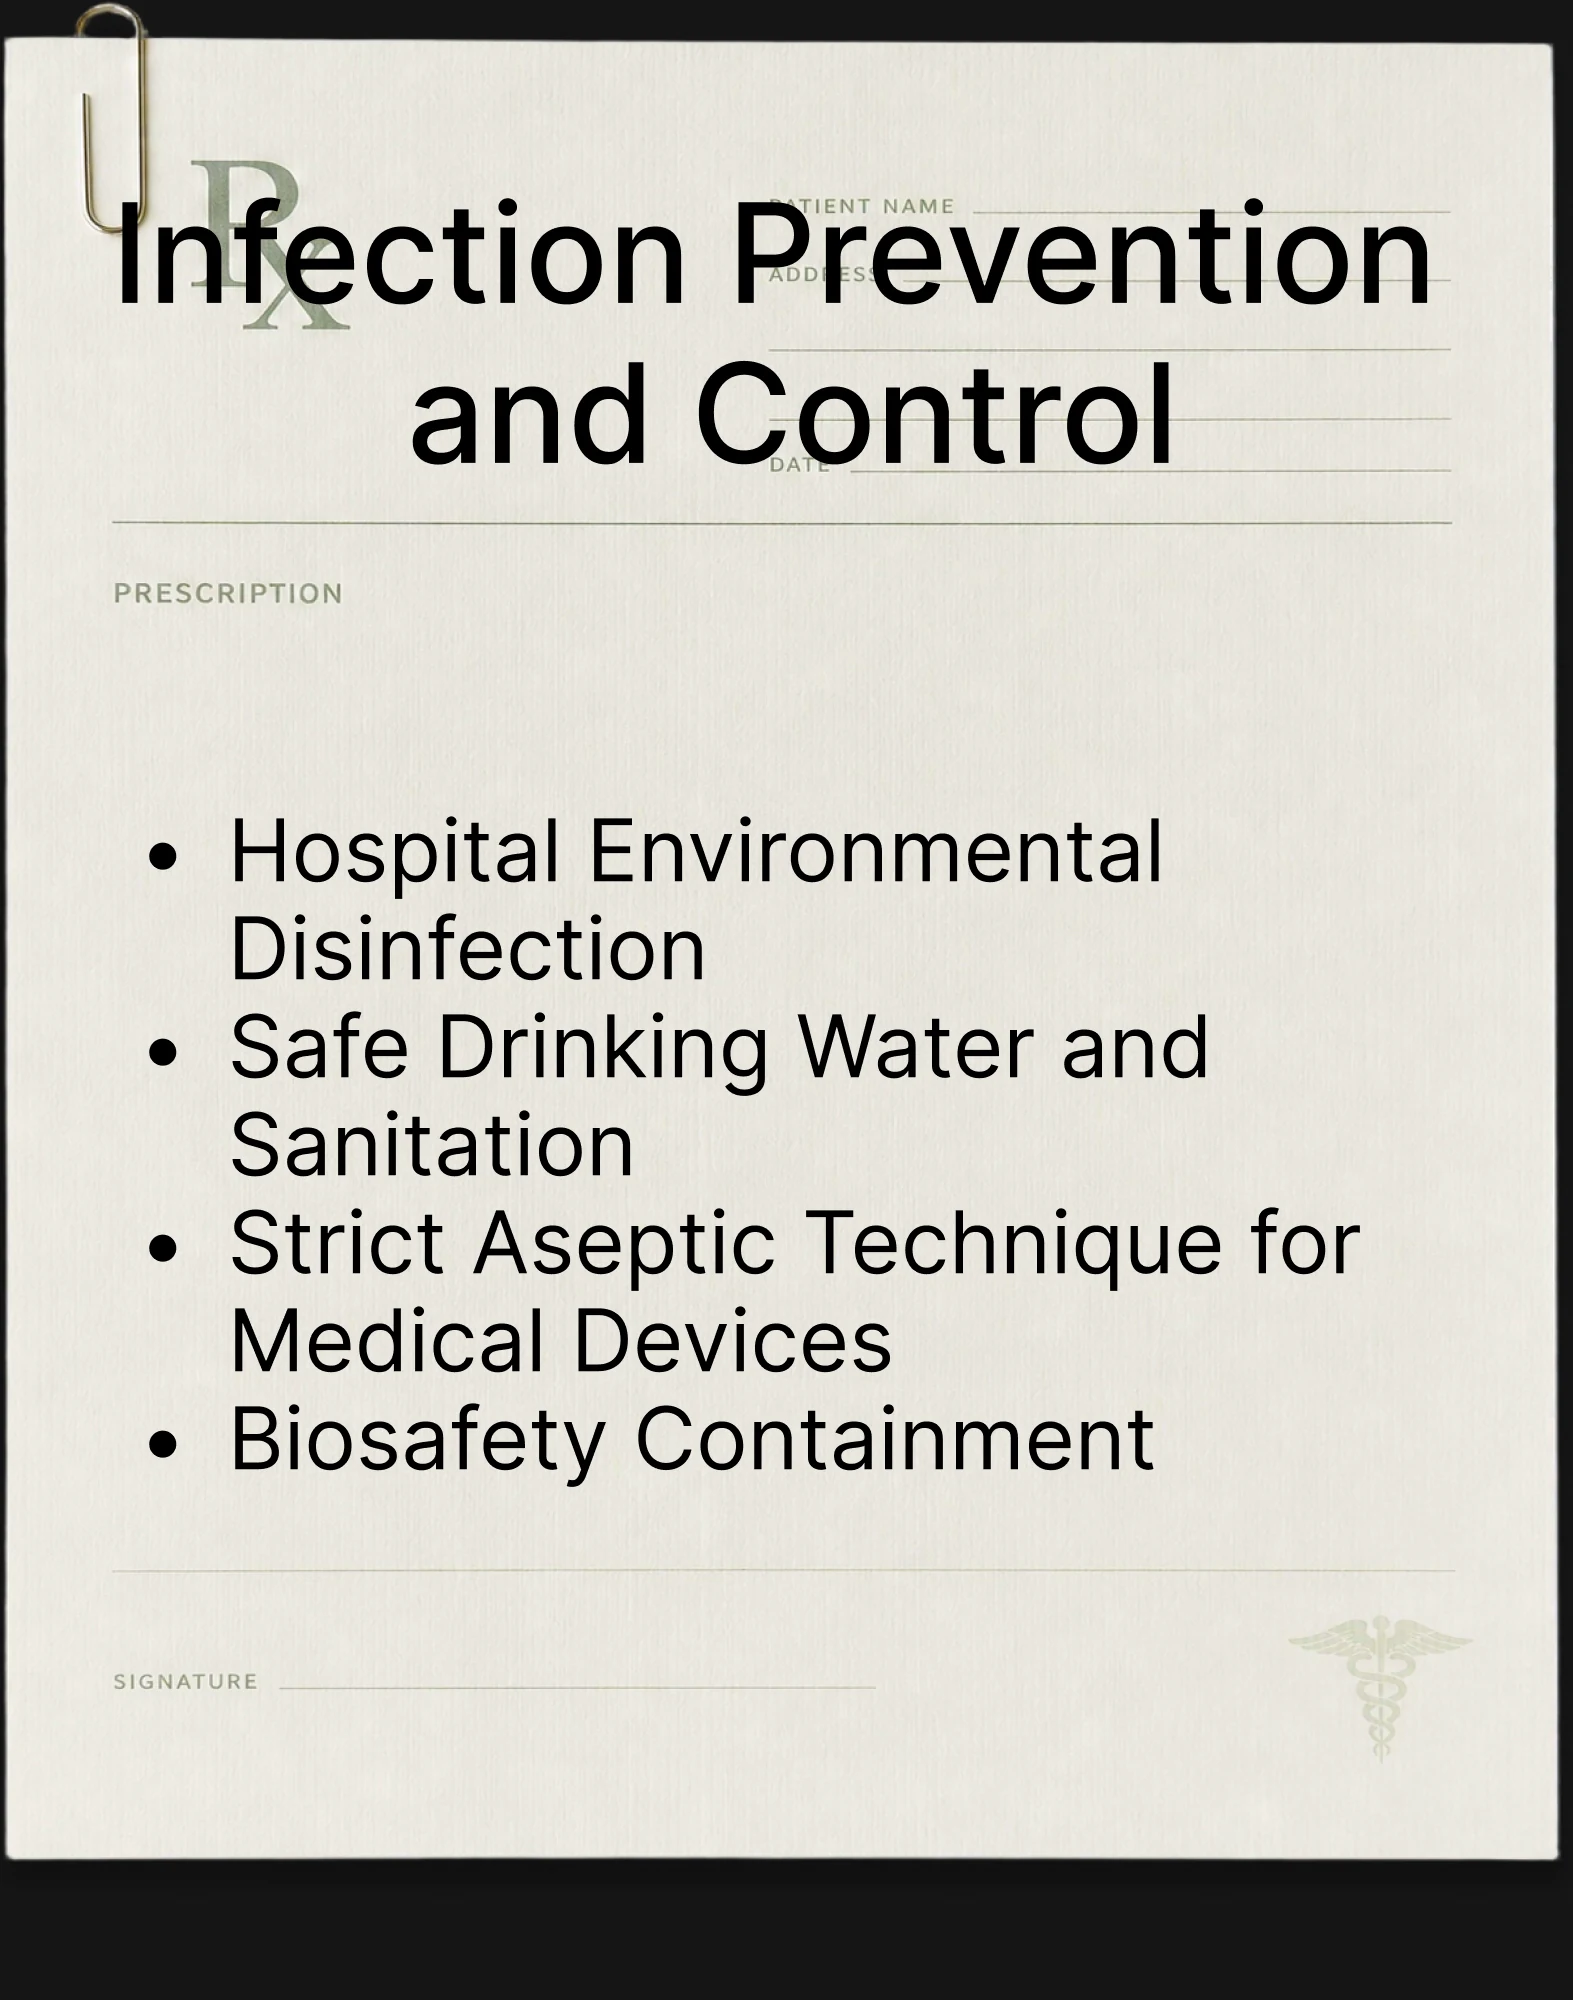 Rx
PATIENT NAME
Infection Prevention
ADDRESS
and Control
DATE
PRESCRIPTION
• Hospital Environmental
Disinfection
• Safe Drinking Water and
Sanitation
• Strict Aseptic Technique for
Medical Devices
• Biosafety Containment
SIGNATURE